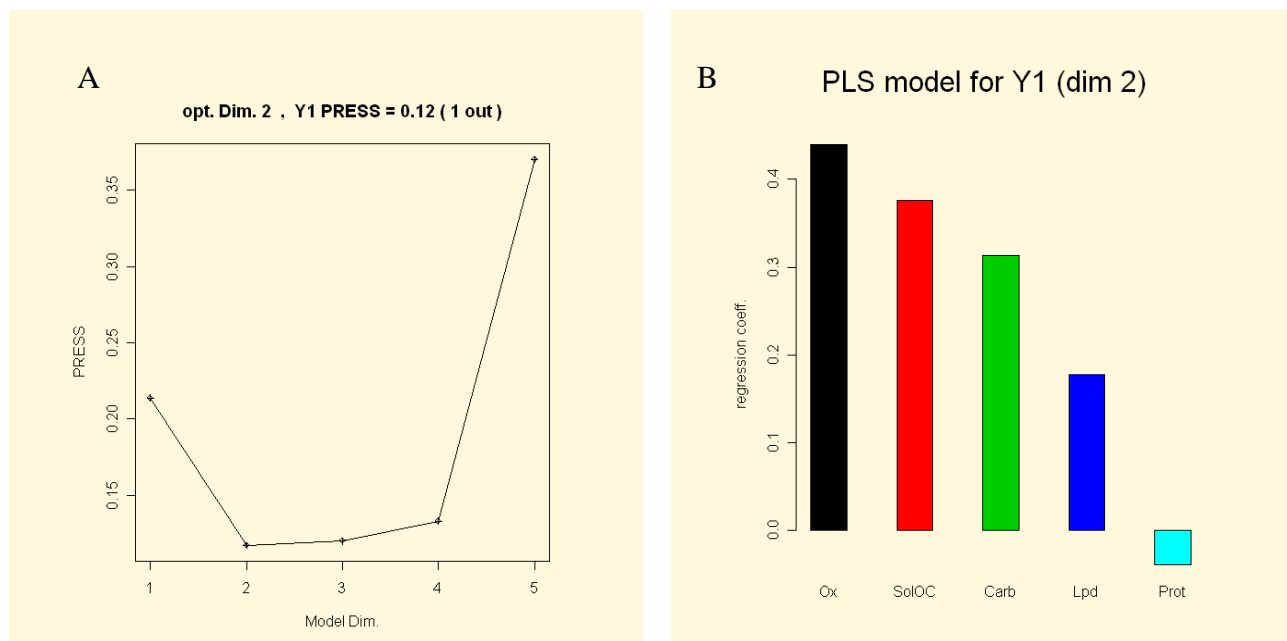 A
opt. Dim. 2 , Y1 PRESS = 0.12 ( 1 out )
PRESS
0.35
0.30
0.25
0.20
0.15
1 2 3 4 5
Model Dim.
B
PLS model for Y1 (dim 2)
regression coeff.
0.4
0.3
0.2
0.1
0.0
Ox SolOC Carb Lpd Prot